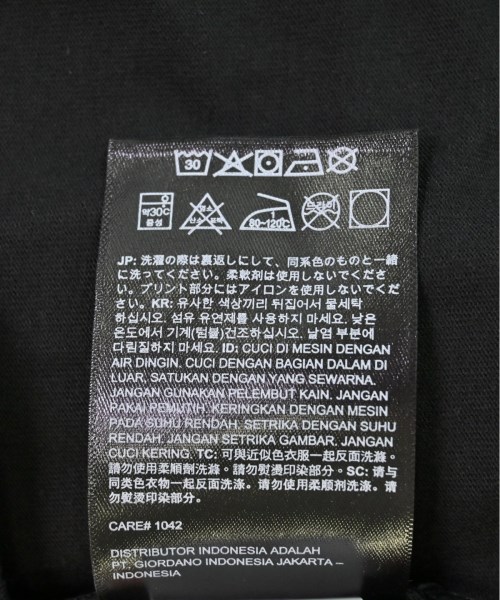 30
약30℃
중성
염소
산소 표백
1
80~120℃
드라이
JP: 洗濯の際は裏返しにして、同系色のものと一緒
に洗ってください。柔軟剤は使用しないでくださ
い。プリント部分にはアイロンを使用しないでくだ
さい。KR: 유사한 색상끼리 뒤집어서 물세탁
하십시오. 섬유 유연제를 사용하지 마세요. 낮은
온도에서 기계(텀블)건조하십시오. 날염 부분에
다림질하지 마세요. ID: CUCI DI MESIN DENGAN
AIR DINGIN. CUCI DENGAN BAGIAN DALAM DI
LUAR, SATUKAN DENGAN YANG SEWARNA.
JANGAN GUNAKAN PELEMBUT KAIN. JANGAN
PAKAI PEMUTIH. KERINGKAN DENGAN MESIN
PADA SUHU RENDAH. SETRIKA DENGAN SUHU
RENDAH. JANGAN SETRIKA GAMBAR. JANGAN
CUCI KERING. TC: 可與近似色衣服一起反面洗滌。
請勿使用柔順劑洗滌。請勿熨燙印染部分。SC: 请与
同类色衣物一起反面洗涤。请勿使用柔顺剂洗涤。请
勿熨烫印染部分。
CARE# 1042
DISTRIBUTOR INDONESIA ADALAH
PT. GIORDANO INDONESIA JAKARTA –
INDONESIA